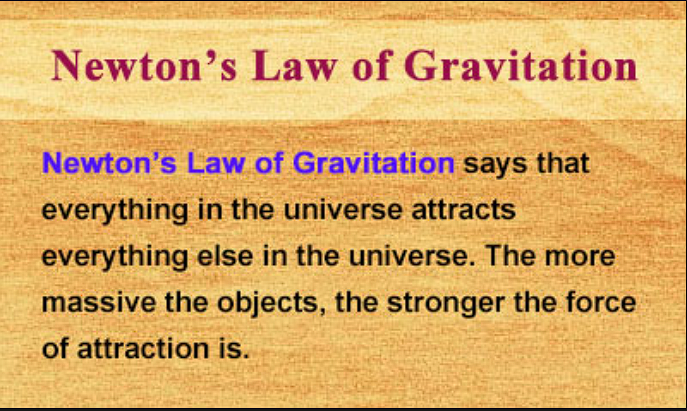 Newton's Law of Gravitation
Newton's Law of Gravitation says that
everything in the universe attracts
everything else in the universe. The more
massive the objects, the stronger the force
of attraction is.